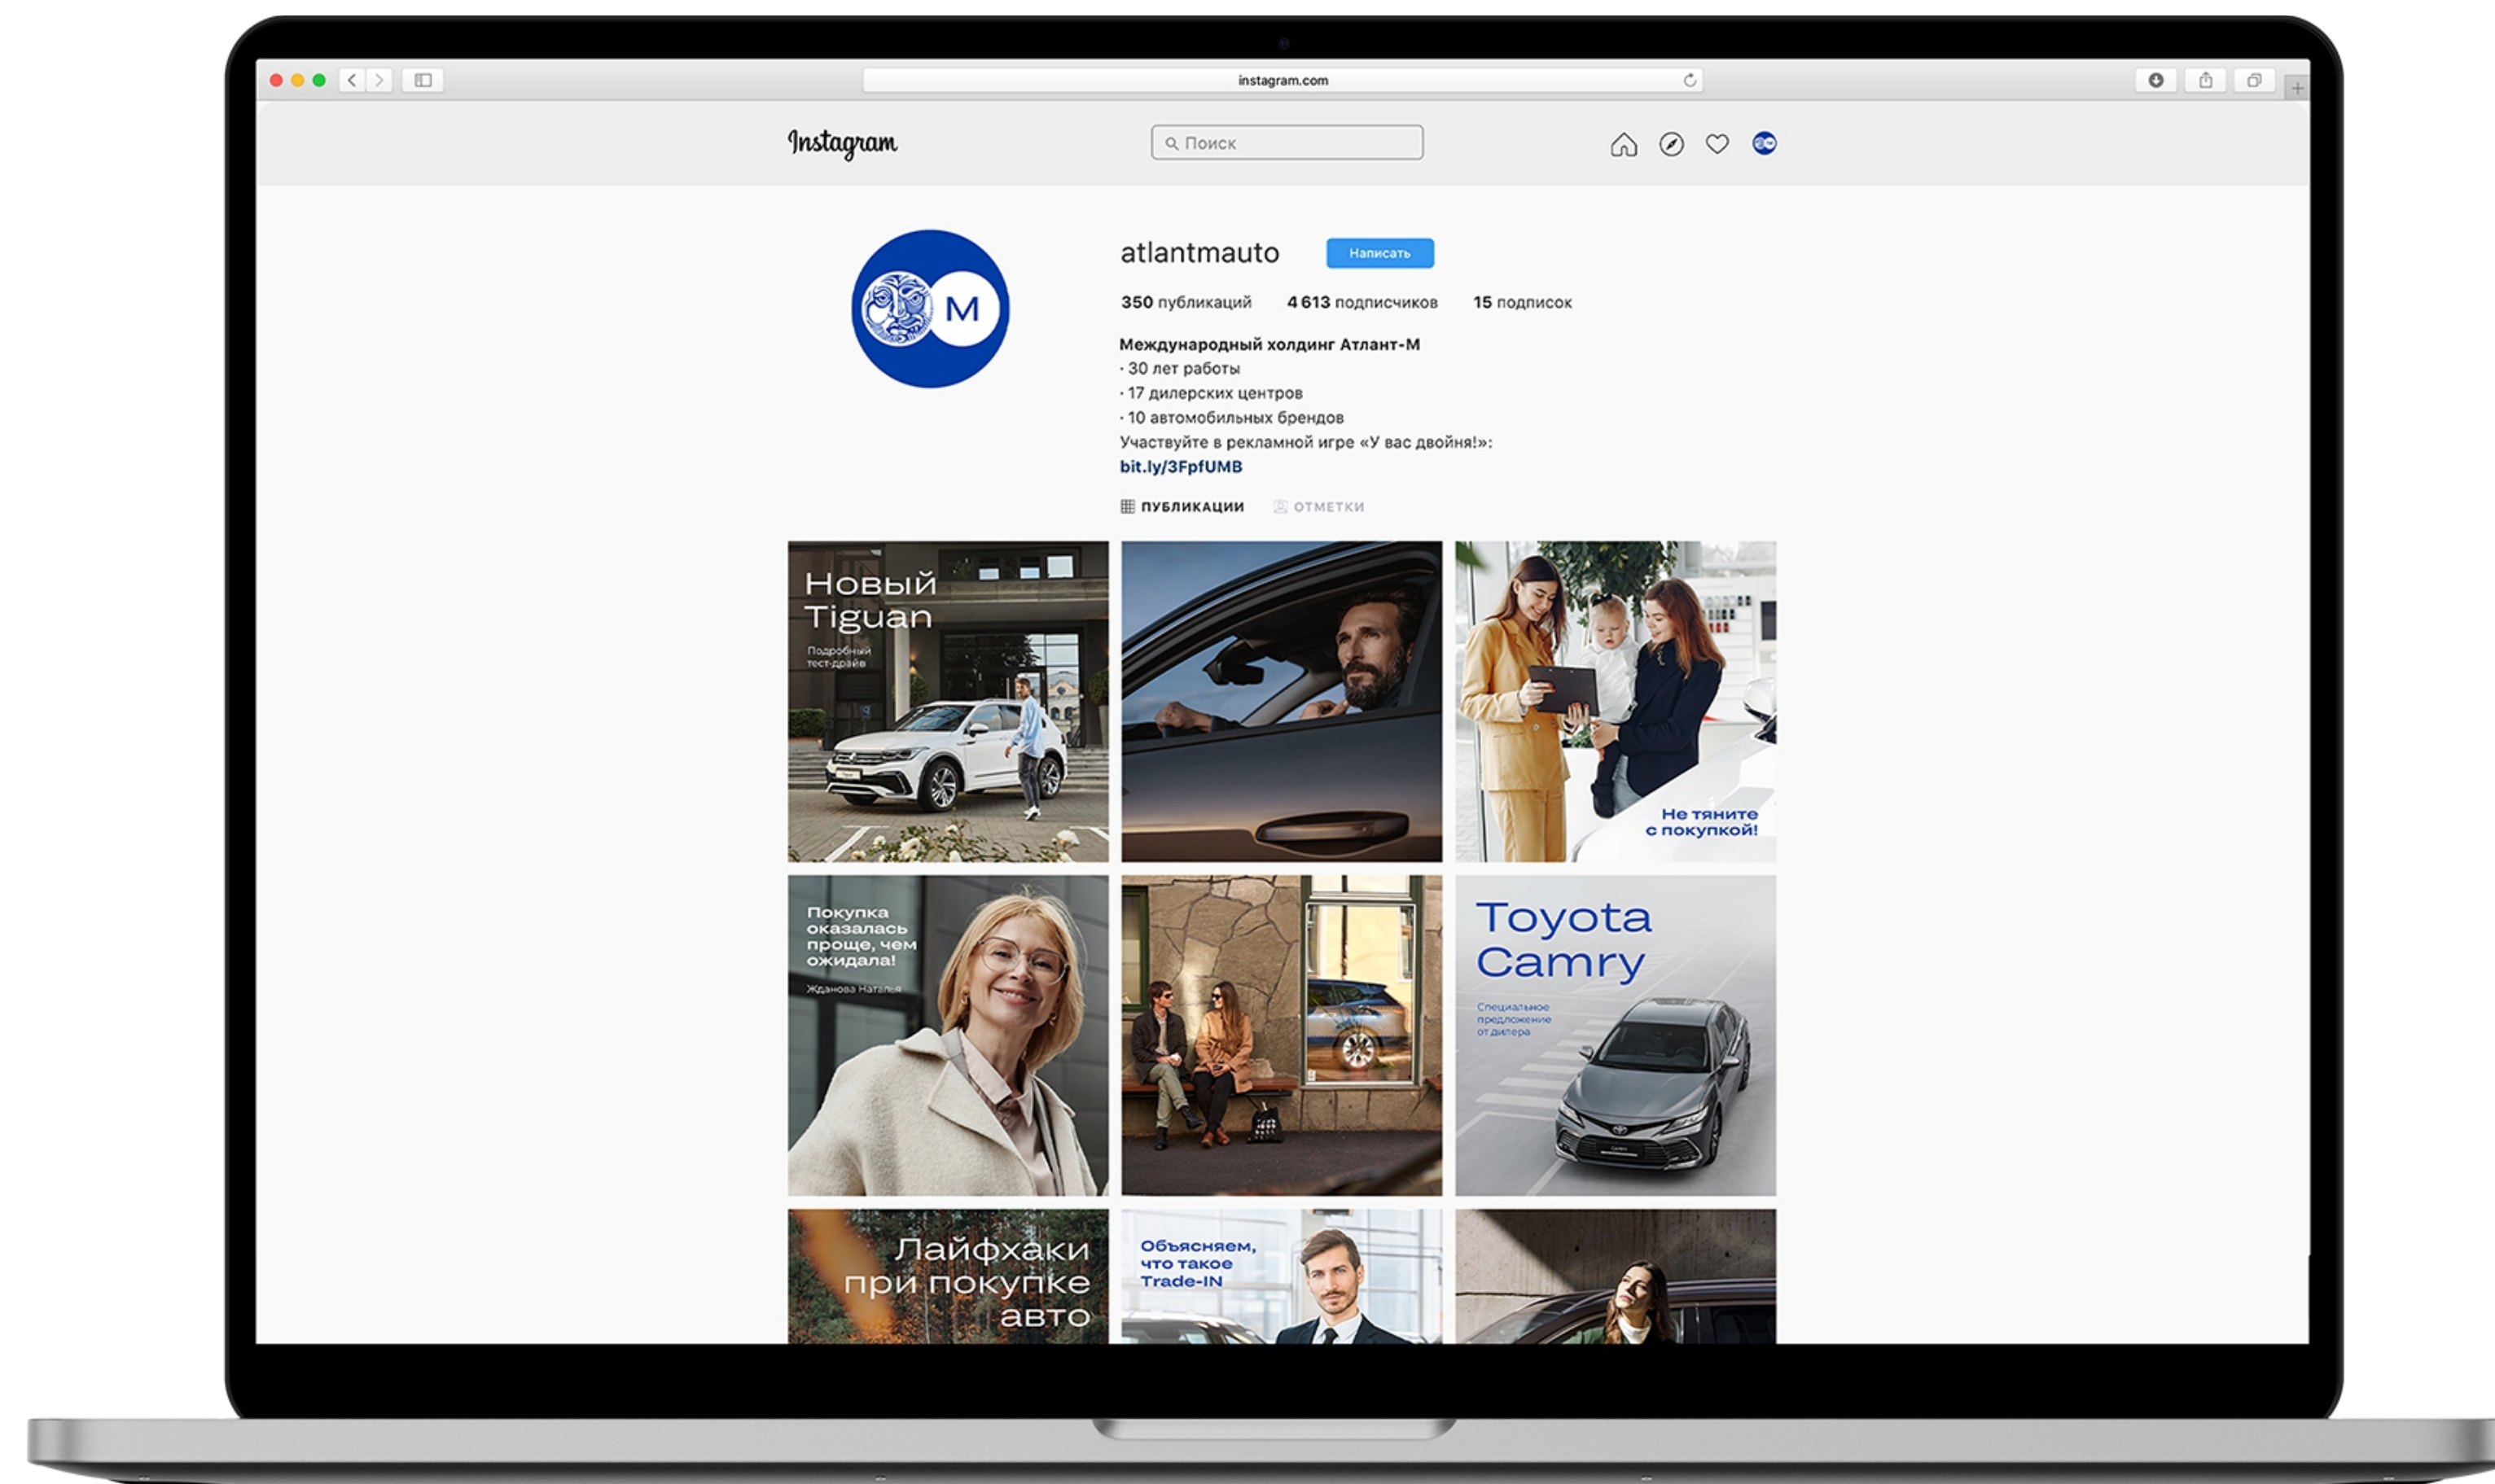 instagram.com
Instagram
Поиск
M
atlantmauto
Написать
350 публикаций 4 613 подписчиков 15 подписок
Международный холдинг Атлант-М
· 30 лет работы
· 17 дилерских центров
· 10 автомобильных брендов
Участвуйте в рекламной игре «У вас двойня!»:
bit.ly/3FpfUMB
ПУБЛИКАЦИИ ОТМЕТКИ
Новый
Tiguan
Подробный
тест-драйв
Не тяните
с покупкой!
Покупка
оказалась
проще, чем
ожидала!
Жданова Наталья
Toyota
Camry
Специальное
предложение
от дилера
Лайфхаки
при покупке
авто
Объясняем,
что такое
Trade-IN